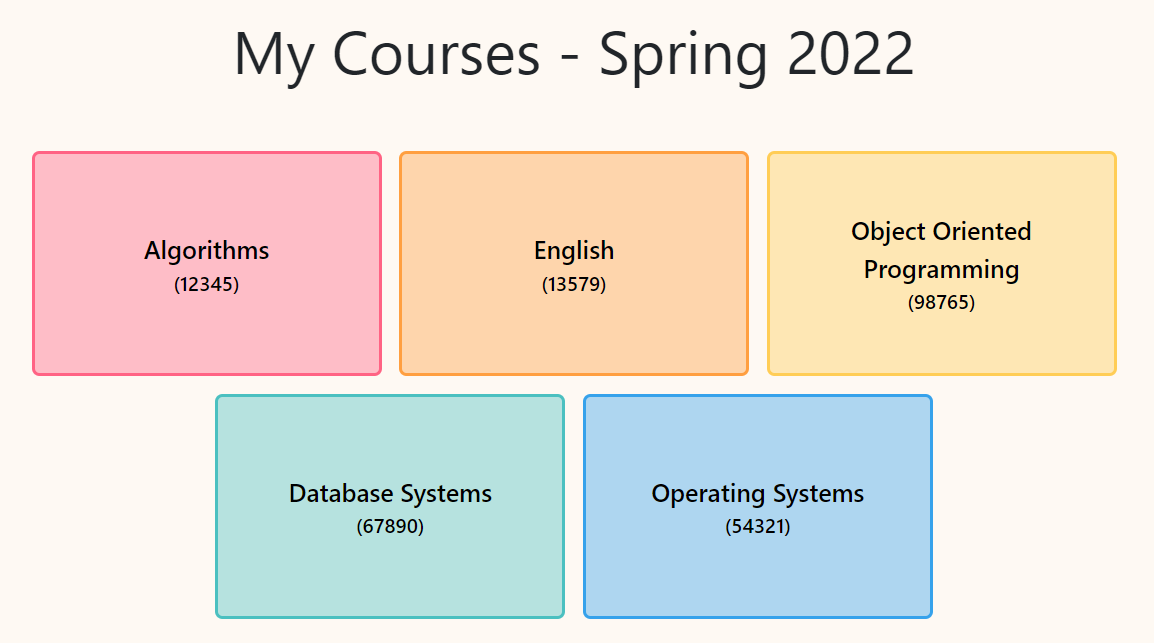 My Courses - Spring 2022
Algorithms
(12345)
English
(13579)
Object Oriented
Programming
(98765)
Database Systems
(67890)
Operating Systems
(54321)